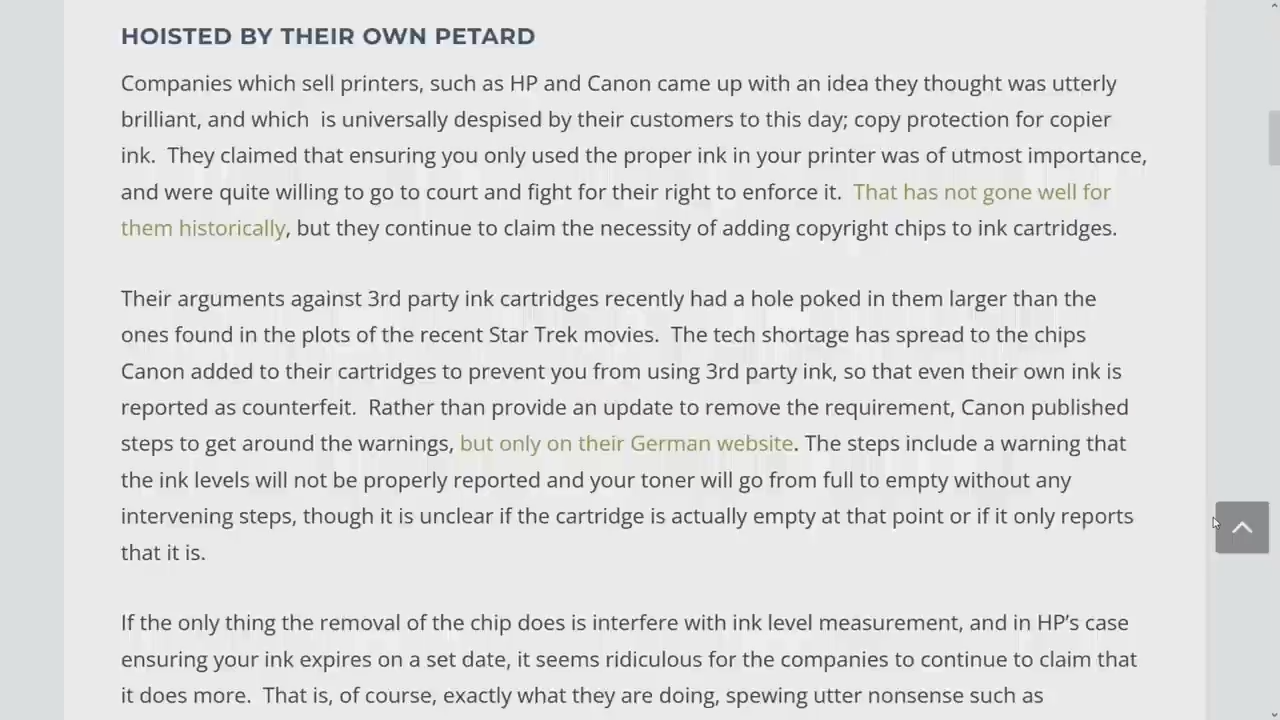 HOISTED BY THEIR OWN PETARD
Companies which sell printers, such as HP and Canon came up with an idea they thought was utterly
brilliant, and which  is universally despised by their customers to this day; copy protection for copier
ink.  They claimed that ensuring you only used the proper ink in your printer was of utmost importance,
and were quite willing to go to court and fight for their right to enforce it.  That has not gone well for
them historically, but they continue to claim the necessity of adding copyright chips to ink cartridges.
Their arguments against 3rd party ink cartridges recently had a hole poked in them larger than the
ones found in the plots of the recent Star Trek movies.  The tech shortage has spread to the chips
Canon added to their cartridges to prevent you from using 3rd party ink, so that even their own ink is
reported as counterfeit.  Rather than provide an update to remove the requirement, Canon published
steps to get around the warnings, but only on their German website. The steps include a warning that
the ink levels will not be properly reported and your toner will go from full to empty without any
intervening steps, though it is unclear if the cartridge is actually empty at that point or if it only reports
that it is.
If the only thing the removal of the chip does is interfere with ink level measurement, and in HP’s case
ensuring your ink expires on a set date, it seems ridiculous for the companies to continue to claim that
it does more.  That is, of course, exactly what they are doing, spewing utter nonsense such as